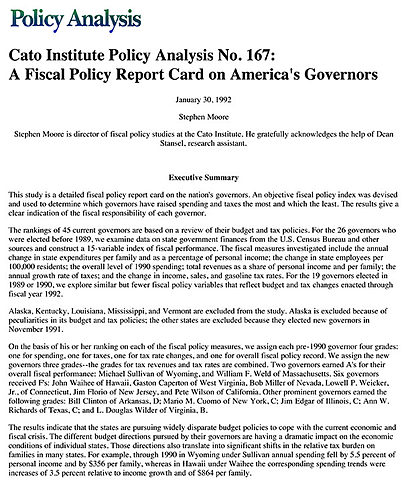 Policy Analysis
Cato Institute Policy Analysis No. 167:
A Fiscal Policy Report Card on America's Governors
January 30, 1992
Stephen Moore
Stephen Moore is director of fiscal policy studies at the Cato Institute. He gratefully acknowledges the help of Dean
Stansel, research assistant.
Executive Summary
This study is a detailed fiscal policy report card on the nation's governors. An objective fiscal policy index was devised
and used to determine which governors have raised spending and taxes the most and which the least. The results give a
clear indication of the fiscal responsibility of each governor.
The rankings of 45 current governors are based on a review of their budget and tax policies. For the 26 governors who
were elected before 1989, we examine data on state government finances from the U.S. Census Bureau and other
sources and construct a 15-variable index of fiscal performance. The fiscal measures investigated include the annual
change in state expenditures per family and as a percentage of personal income; the change in state employees per
100,000 residents; the overall level of 1990 spending; total revenues as a share of personal income and per family; the
annual growth rate of taxes; and the change in income, sales, and gasoline tax rates. For the 19 governors elected in
1989 or 1990, we explore similar but fewer fiscal policy variables that reflect budget and tax changes enacted through
fiscal year 1992.
Alaska, Kentucky, Louisiana, Mississippi, and Vermont are excluded from the study. Alaska is excluded because of
peculiarities in its budget and tax policies; the other states are excluded because they elected new governors in
November 1991.
On the basis of his or her ranking on each of the fiscal policy measures, we assign each pre-1990 governor four grades:
one for spending, one for taxes, one for tax rate changes, and one for overall fiscal policy record. We assign the new
governors three grades--the grades for tax revenues and tax rates are combined. Two governors earned A's for their
overall fiscal performance: Michael Sullivan of Wyoming, and William F. Weld of Massachusetts. Six governors
received F's: John Waihee of Hawaii, Gaston Caperton of West Virginia, Bob Miller of Nevada, Lowell P. Weicker,
Jr., of Connecticut, Jim Florio of New Jersey, and Pete Wilson of California. Other prominent governors earned the
following grades: Bill Clinton of Arkansas, D; Mario M. Cuomo of New York, C; Jim Edgar of Illinois, C; Ann W.
Richards of Texas, C; and L. Douglas Wilder of Virginia, B.
The results indicate that the states are pursuing widely disparate budget policies to cope with the current economic and
fiscal crisis. The different budget directions pursued by their governors are having a dramatic impact on the economic
condition of individual states. Those directions also translate into significant shifts in the relative tax burden on
families in many states. For example, through 1990 in Wyoming under Sullivan annual spending fell by 5.5 percent of
personal income and by $356 per family, whereas in Hawaii under Waihee the corresponding spending trends were
increases of 3.5 percent relative to income growth and of $864 per family.